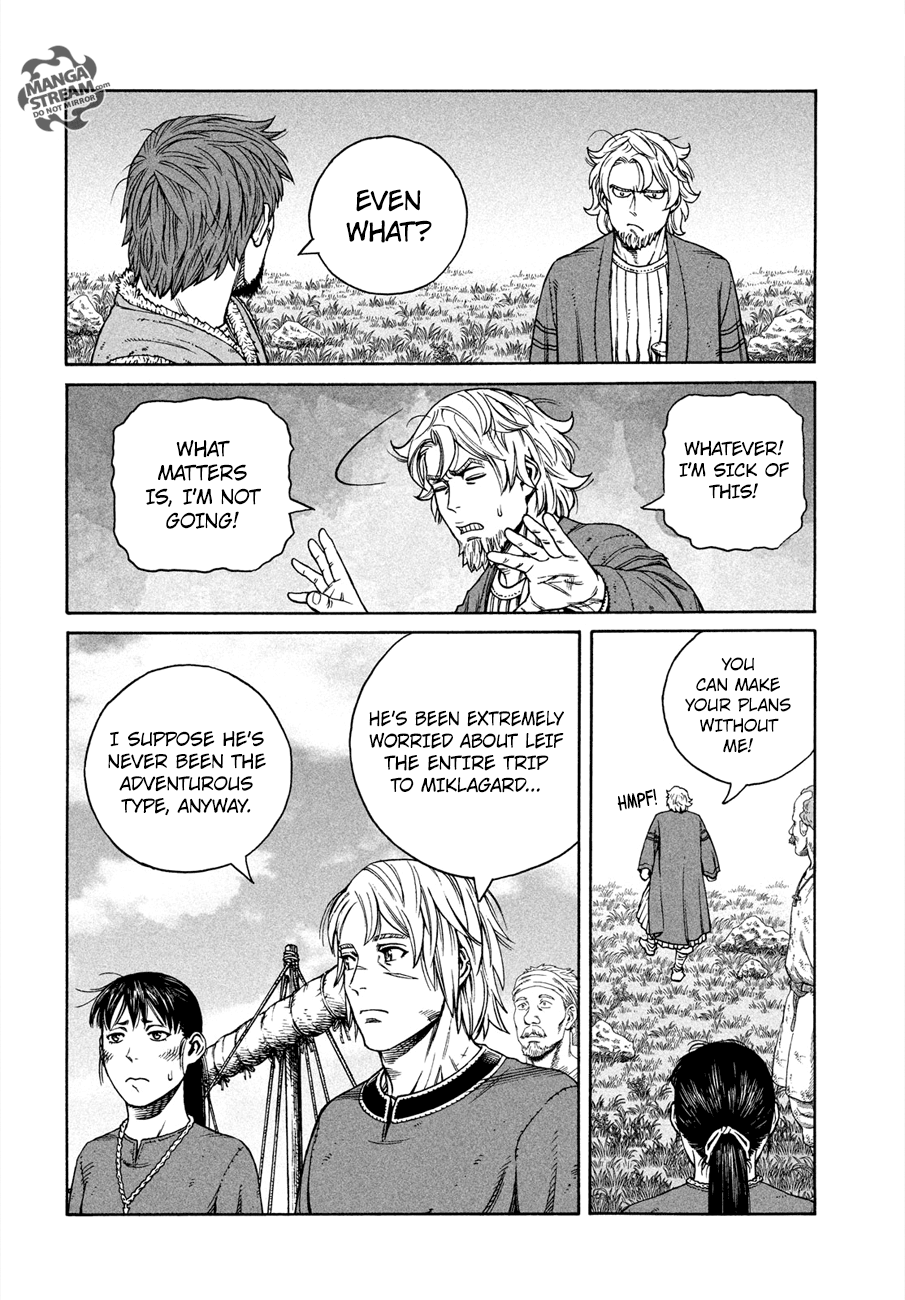 MANGA
STREAM.com
DO NOT MIRROR
EVEN
WHAT?
WHATEVER!
I'M SICK OF
THIS!
WHAT
MATTERS
IS, I'M NOT
GOING!
YOU
CAN MAKE
YOUR PLANS
WITHOUT
ME!
HMPF!
HE'S BEEN EXTREMELY
WORRIED ABOUT LEIF
THE ENTIRE TRIP
TO MIKLAGARD...
I SUPPOSE HE'S
NEVER BEEN THE
ADVENTUROUS
TYPE, ANYWAY.